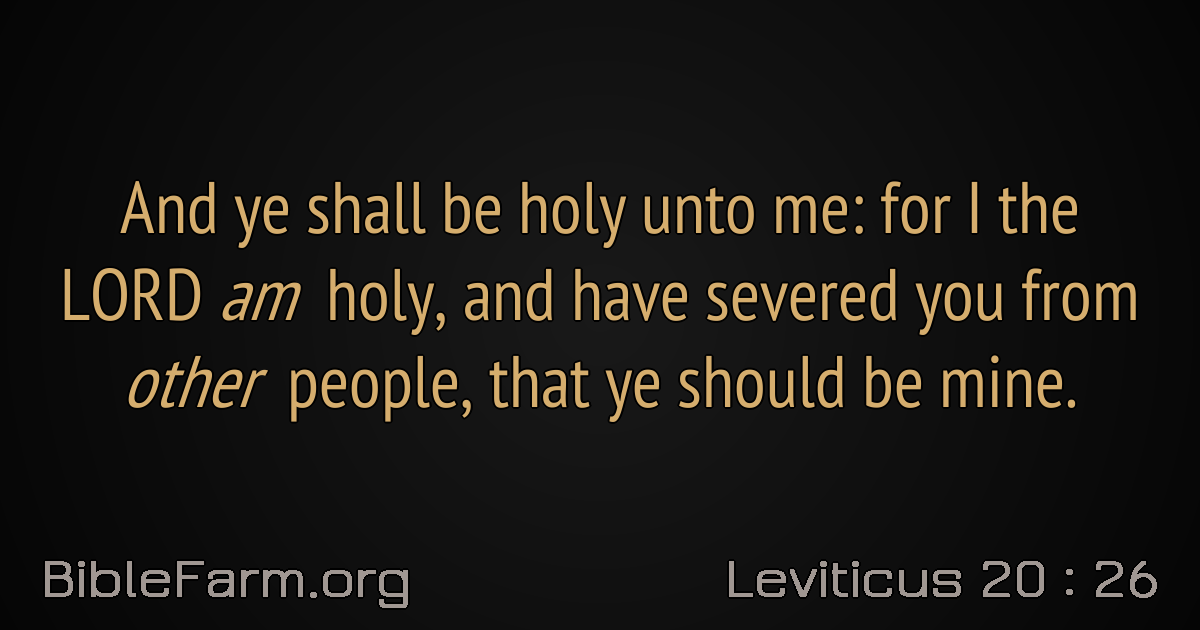 And ye shall be holy unto me: for I the
LORD am holy, and have severed you from
other people, that ye should be mine.
BibleFarm.org
Leviticus 20 : 26